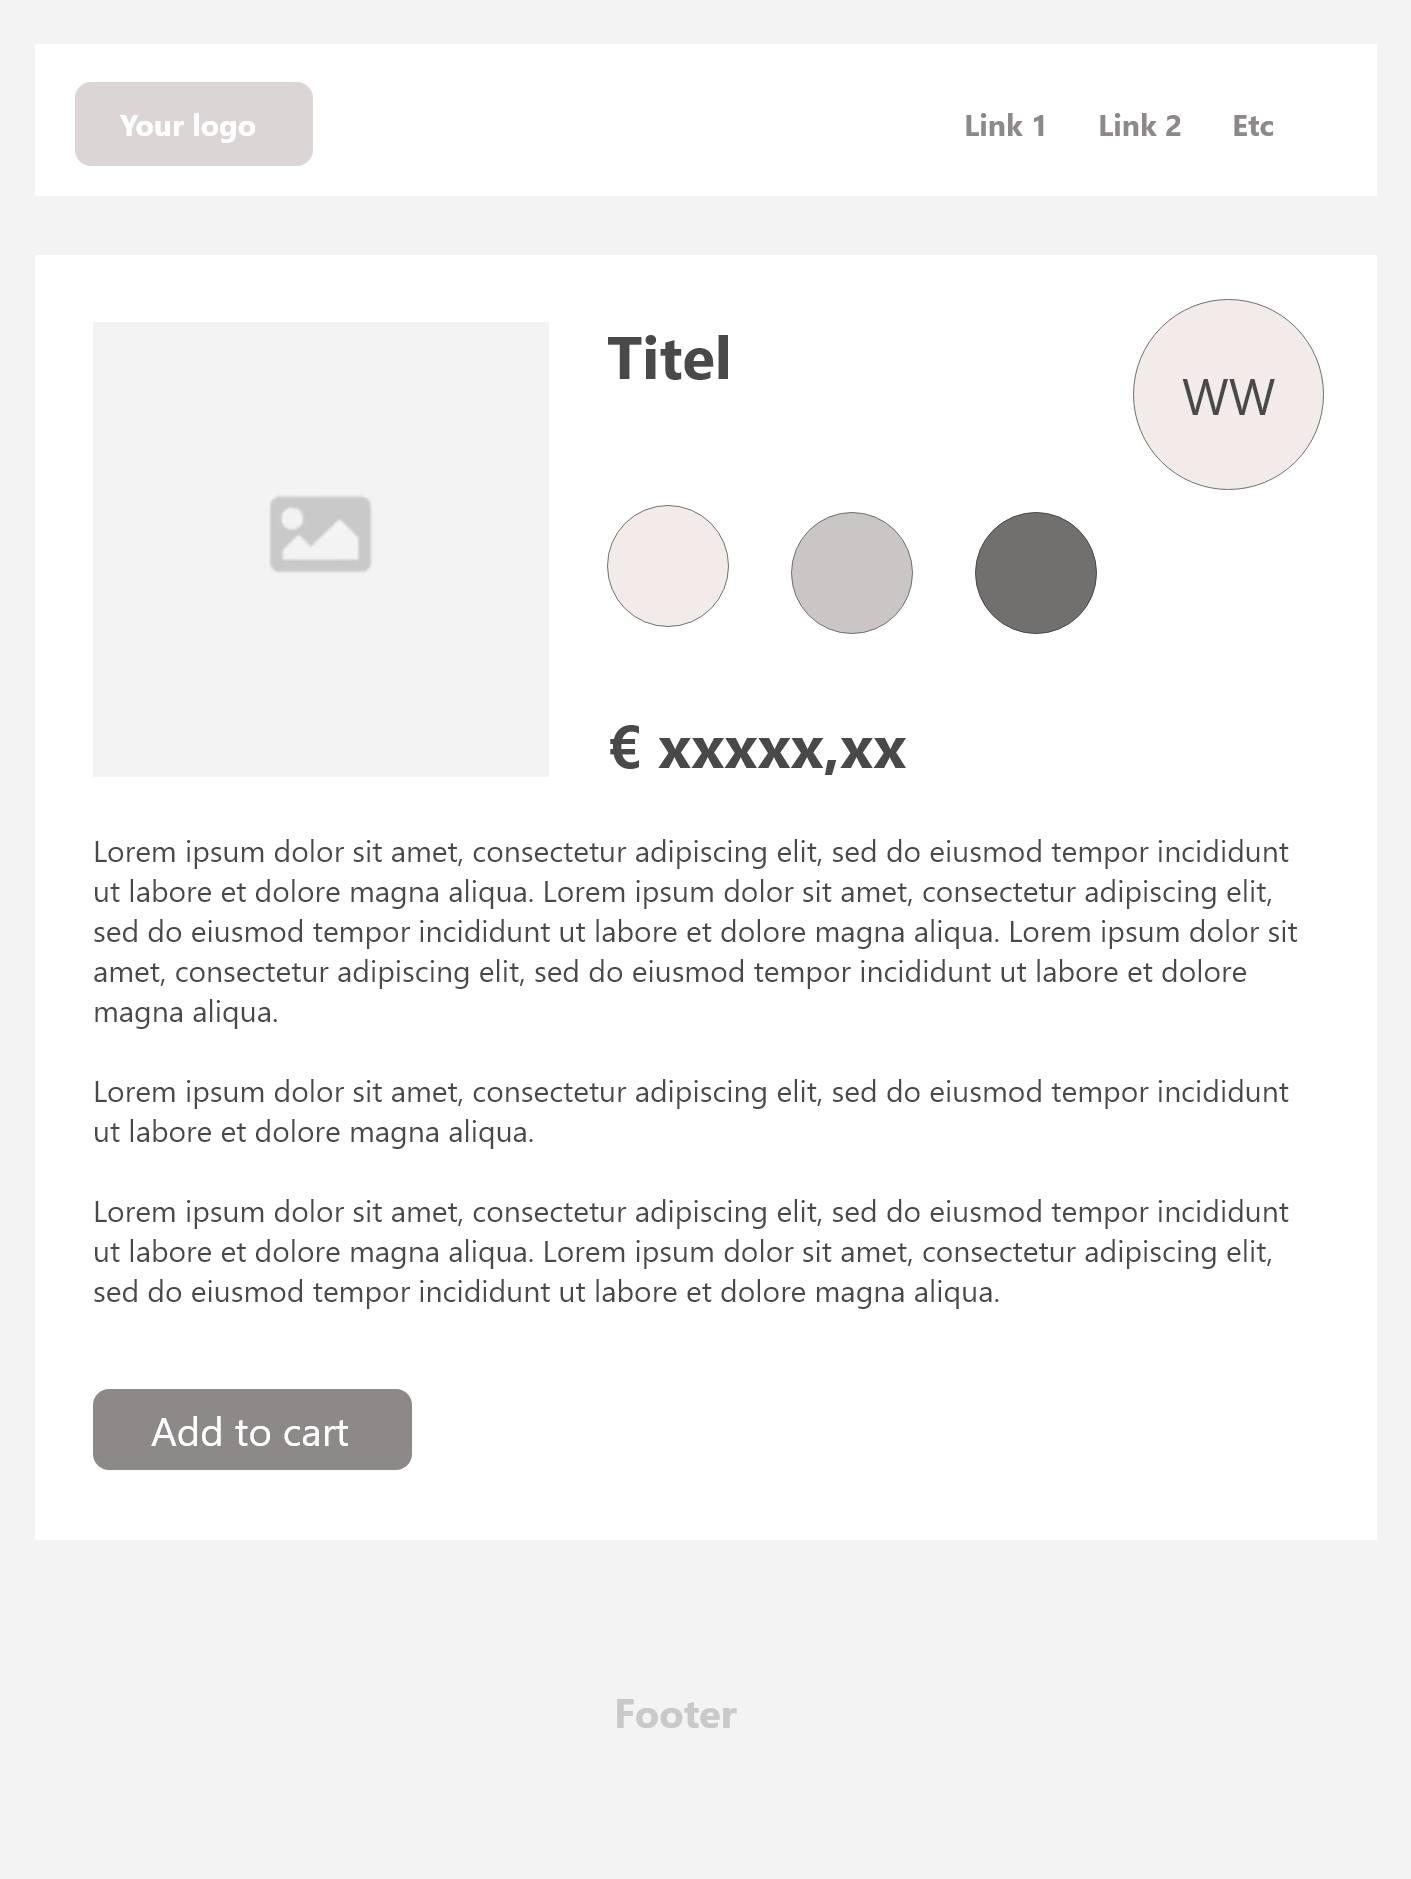 Your logo
Link 1 Link 2 Etc
Titel
WW
€ xxxxx,xx
Lorem ipsum dolor sit amet, consectetur adipiscing elit, sed do eiusmod tempor incididunt
ut labore et dolore magna aliqua. Lorem ipsum dolor sit amet, consectetur adipiscing elit,
sed do eiusmod tempor incididunt ut labore et dolore magna aliqua. Lorem ipsum dolor sit
amet, consectetur adipiscing elit, sed do eiusmod tempor incididunt ut labore et dolore
magna aliqua.
Lorem ipsum dolor sit amet, consectetur adipiscing elit, sed do eiusmod tempor incididunt
ut labore et dolore magna aliqua.
Lorem ipsum dolor sit amet, consectetur adipiscing elit, sed do eiusmod tempor incididunt
ut labore et dolore magna aliqua. Lorem ipsum dolor sit amet, consectetur adipiscing elit,
sed do eiusmod tempor incididunt ut labore et dolore magna aliqua.
Add to cart
Footer